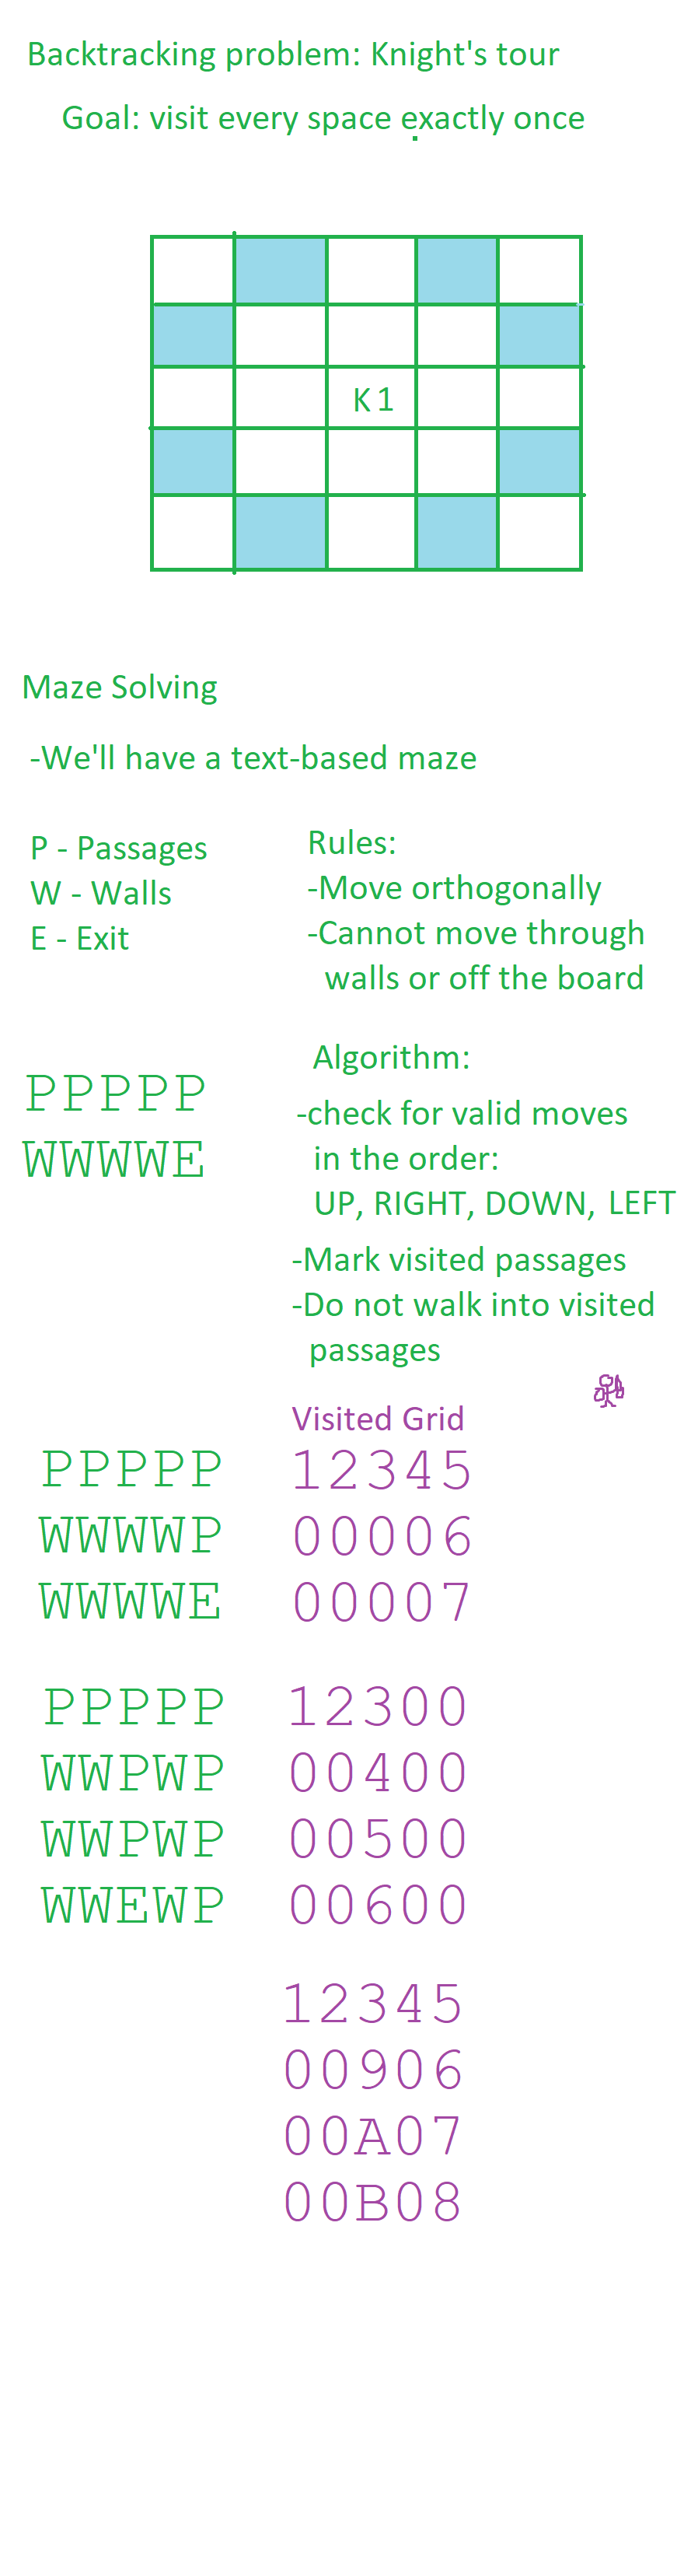 Backtracking problem: Knight's tour
Goal: visit every space exactly once
K1
Maze Solving
-We'll have a text-based maze
P - Passages
W - Walls
E - Exit
Rules:
-Move orthogonally
-Cannot move through
walls or off the board
PPPPP
WWWWE
Algorithm:
-check for valid moves
in the order:
UP, RIGHT, DOWN, LEFT
-Mark visited passages
-Do not walk into visited
passages
Visited Grid
PPPPP 12345
WWWWP 00006
WWWWE 00007
PPPPP 12300
WWPWP 00400
WWPWP 00500
WWEWP 00600
12345
00906
00A07
00B08